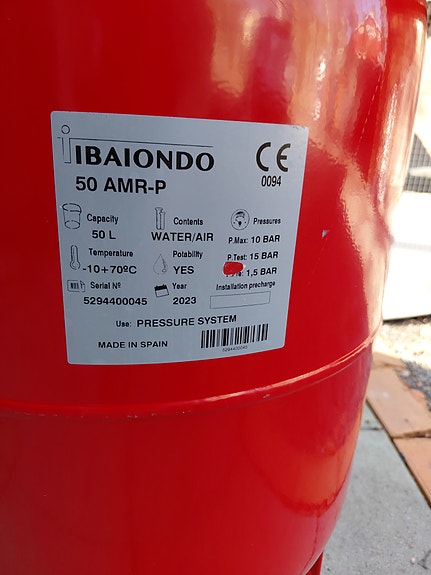 IBAIONDO
CE
0094
50 AMR-P
Capacity
50 L
Contents
WATER/AIR
Pressures
P.Max: 10 BAR
Temperature
-10+70ºC
Potability
YES
P.Test: 15 BAR
1,5 BAR
Serial Nº
5294400045
Year
2023
Installation precharge
Use: PRESSURE SYSTEM
MADE IN SPAIN
5294400045